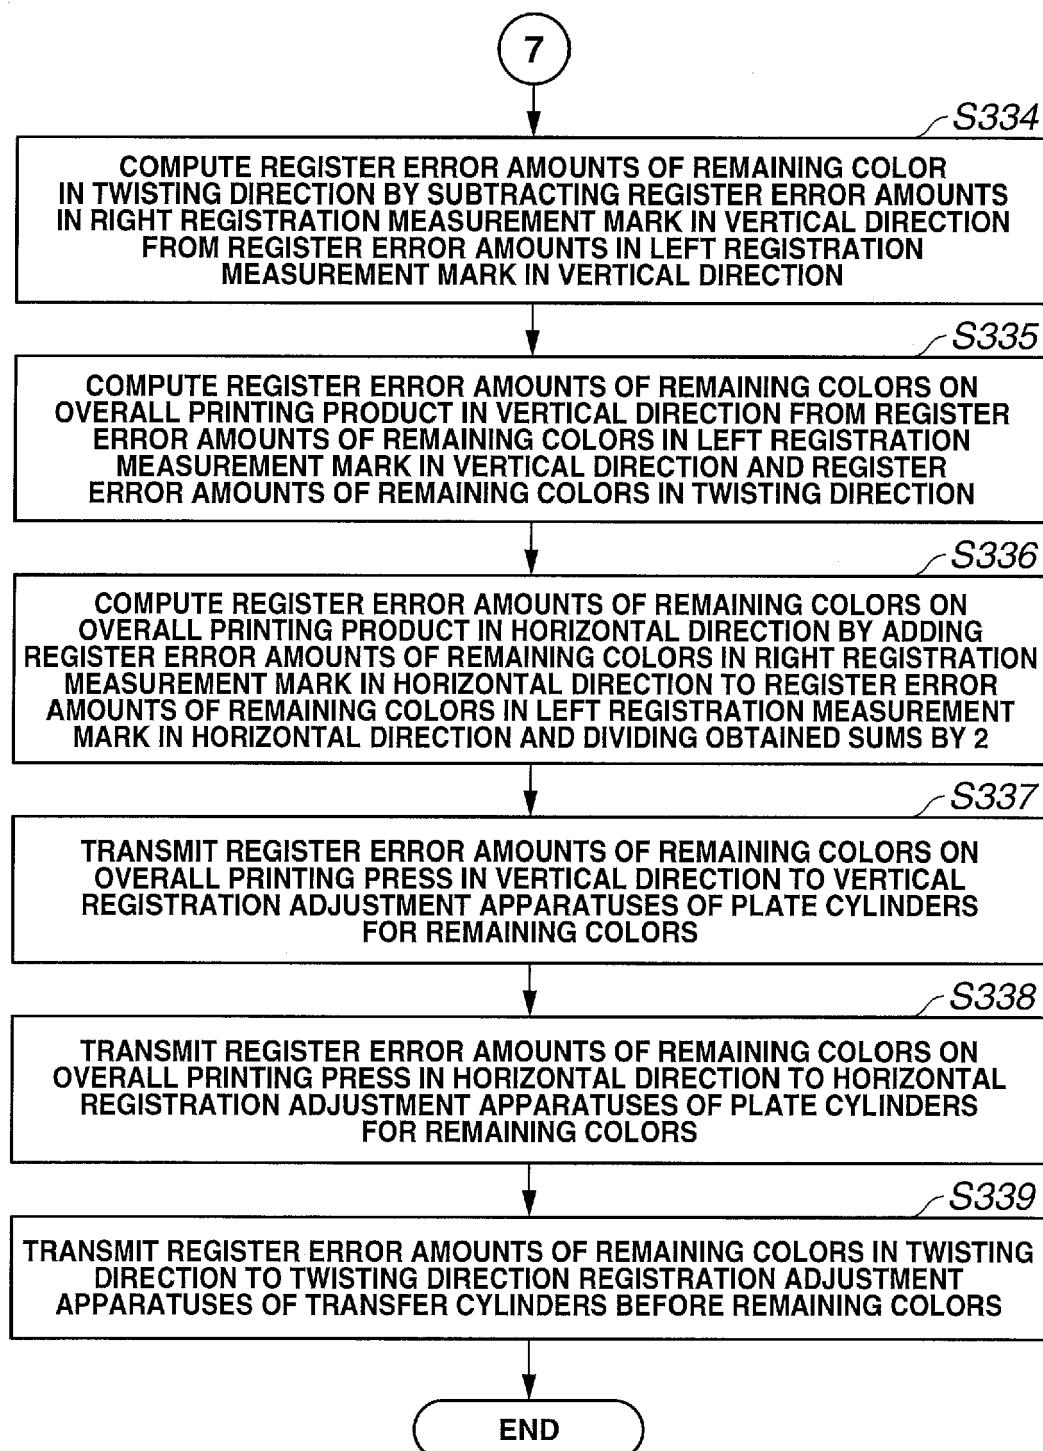 7
S334
COMPUTE REGISTER ERROR AMOUNTS OF REMAINING COLOR
IN TWISTING DIRECTION BY SUBTRACTING REGISTER ERROR AMOUNTS
IN RIGHT REGISTRATION MEASUREMENT MARK IN VERTICAL DIRECTION
FROM REGISTER ERROR AMOUNTS IN LEFT REGISTRATION
MEASUREMENT MARK IN VERTICAL DIRECTION
S335
COMPUTE REGISTER ERROR AMOUNTS OF REMAINING COLORS ON
OVERALL PRINTING PRODUCT IN VERTICAL DIRECTION FROM REGISTER
ERROR AMOUNTS OF REMAINING COLORS IN LEFT REGISTRATION
MEASUREMENT MARK IN VERTICAL DIRECTION AND REGISTER
ERROR AMOUNTS OF REMAINING COLORS IN TWISTING DIRECTION
S336
COMPUTE REGISTER ERROR AMOUNTS OF REMAINING COLORS ON
OVERALL PRINTING PRODUCT IN HORIZONTAL DIRECTION BY ADDING
REGISTER ERROR AMOUNTS OF REMAINING COLORS IN RIGHT REGISTRATION
MEASUREMENT MARK IN HORIZONTAL DIRECTION TO REGISTER ERROR
AMOUNTS OF REMAINING COLORS IN LEFT REGISTRATION MEASUREMENT
MARK IN HORIZONTAL DIRECTION AND DIVIDING OBTAINED SUMS BY 2
S337
TRANSMIT REGISTER ERROR AMOUNTS OF REMAINING COLORS ON
OVERALL PRINTING PRESS IN VERTICAL DIRECTION TO VERTICAL
REGISTRATION ADJUSTMENT APPARATUSES OF PLATE CYLINDERS
FOR REMAINING COLORS
S338
TRANSMIT REGISTER ERROR AMOUNTS OF REMAINING COLORS ON
OVERALL PRINTING PRESS IN HORIZONTAL DIRECTION TO HORIZONTAL
REGISTRATION ADJUSTMENT APPARATUSES OF PLATE CYLINDERS
FOR REMAINING COLORS
S339
TRANSMIT REGISTER ERROR AMOUNTS OF REMAINING COLORS IN TWISTING
DIRECTION TO TWISTING DIRECTION REGISTRATION ADJUSTMENT
APPARATUSES OF TRANSFER CYLINDERS BEFORE REMAINING COLORS
END